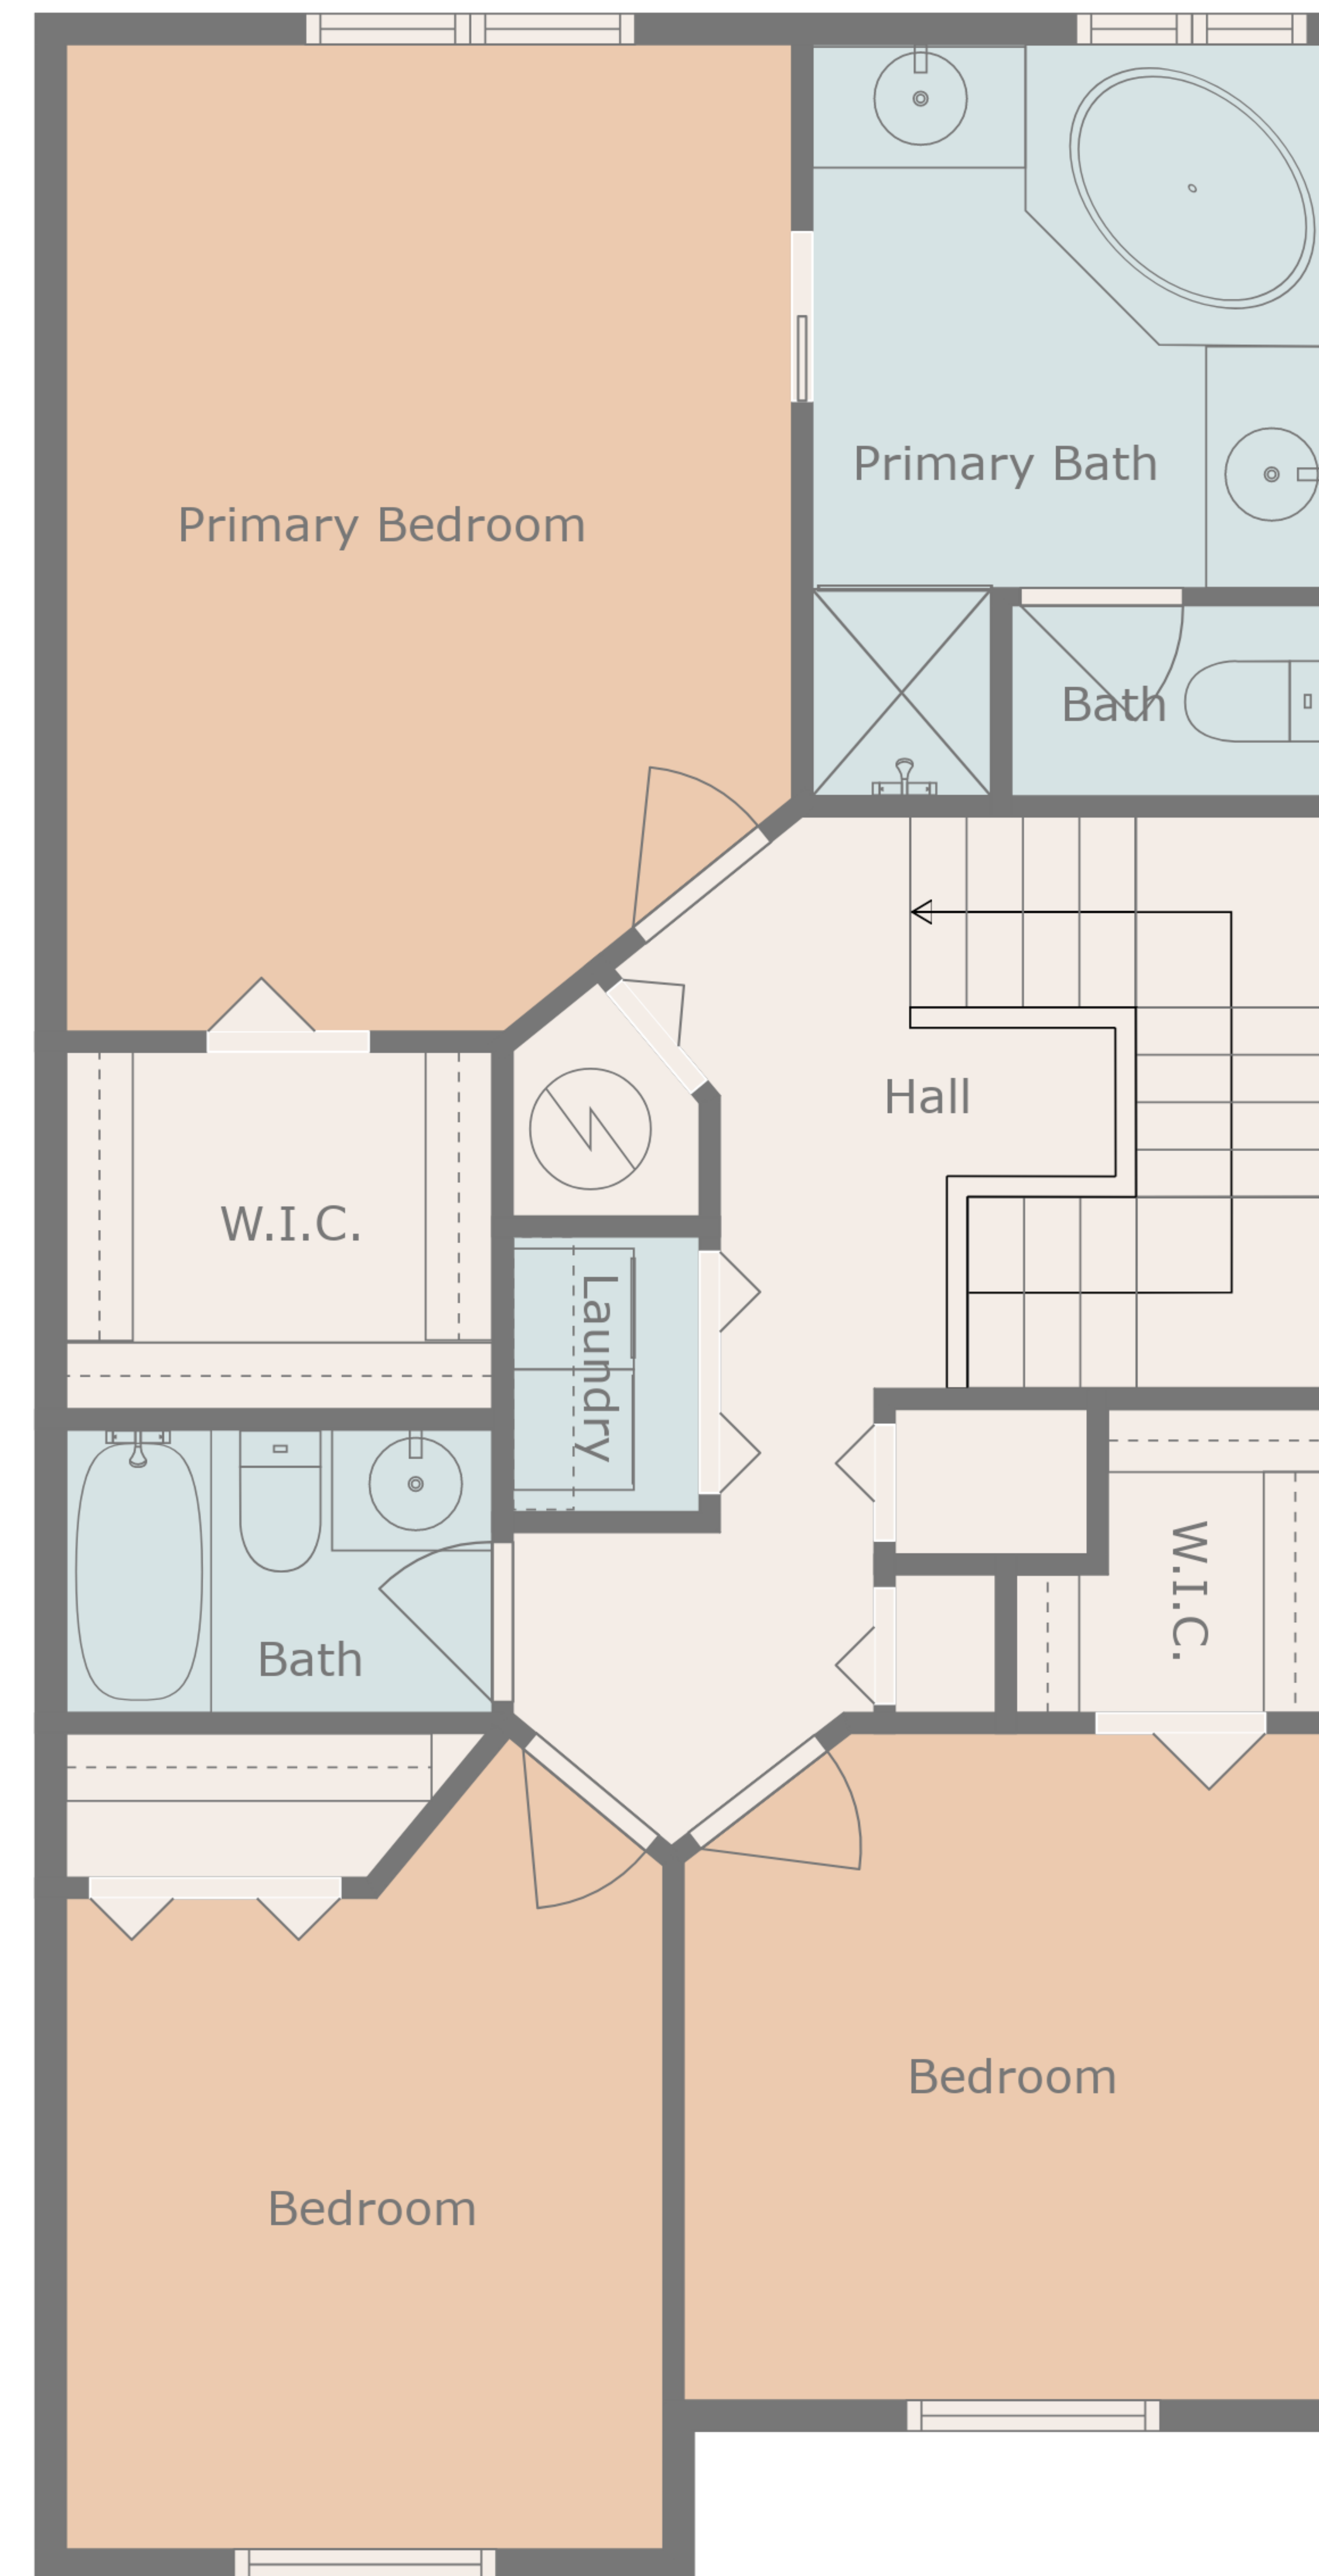 Primary Bath
Primary Bedroom
Bath
Hall
W.I.C.
Laundry
W.I.C.
Bath
Bedroom
Bedroom